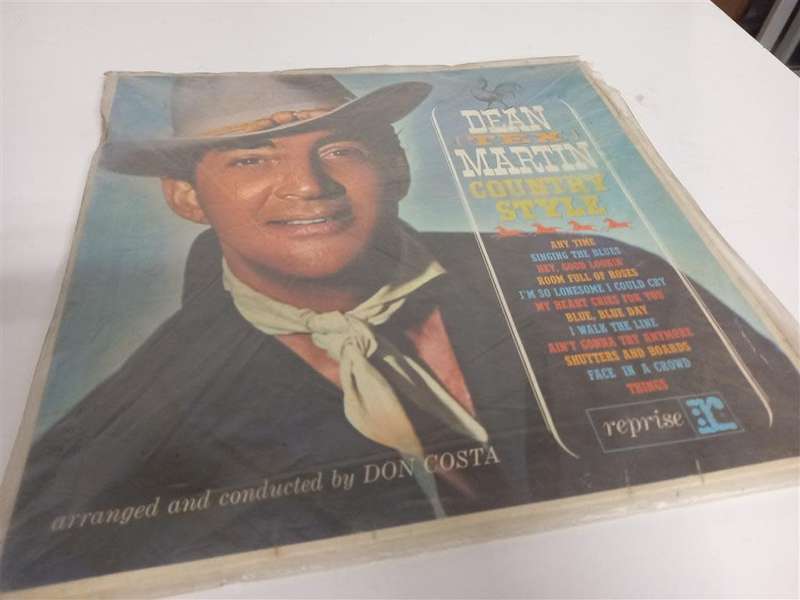 DEAN
(TEX)
MARTIN
COUNTRY
STYLE
ANY TIME
SINGING THE BLUES
HEY, GOOD LOOKIN'
ROOM FULL OF ROSES
I'M SO LONESOME I COULD CRY
MY HEART CRIES FOR YOU
BLUE, BLUE DAY
I WALK THE LINE
AIN'T GONNA TRY ANYMORE
SHUTTERS AND BOARDS
FACE IN A CROWD
THINGS
reprise r
arranged and conducted by DON COSTA